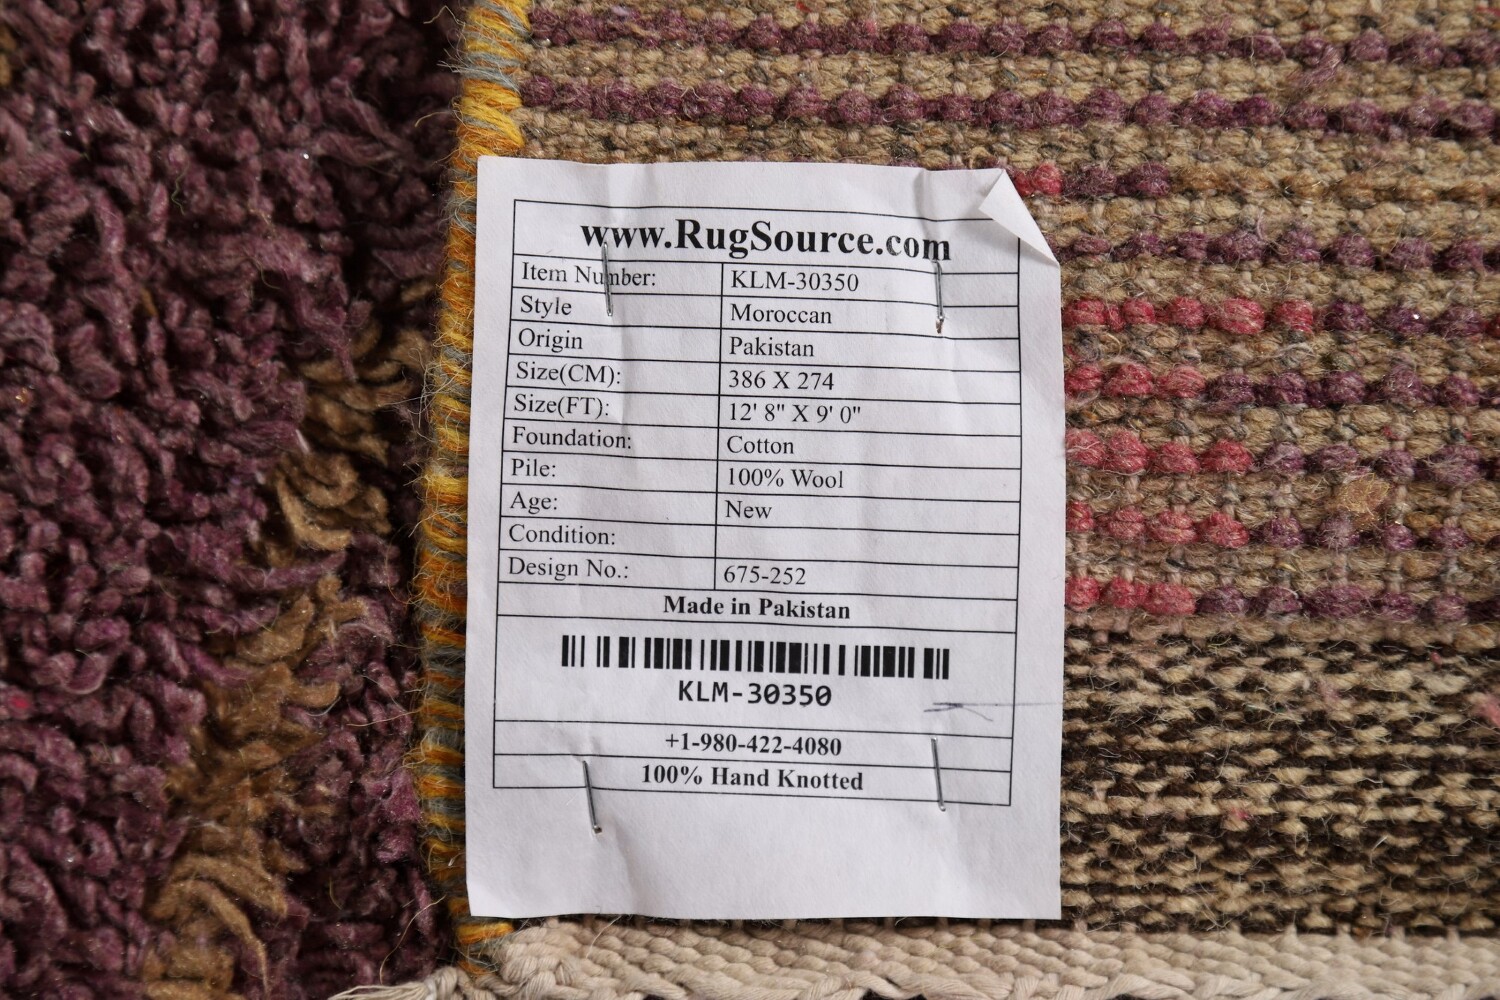 www.RugSource.com
Item Number: KLM-30350
Style Moroccan
Origin Pakistan
Size(CM): 386 X 274
Size(FT): 12' 8" X 9' 0"
Foundation: Cotton
Pile: 100% Wool
Age: New
Condition:
Design No.: 675-252
Made in Pakistan
KLM-30350
+1-980-422-4080
100% Hand Knotted